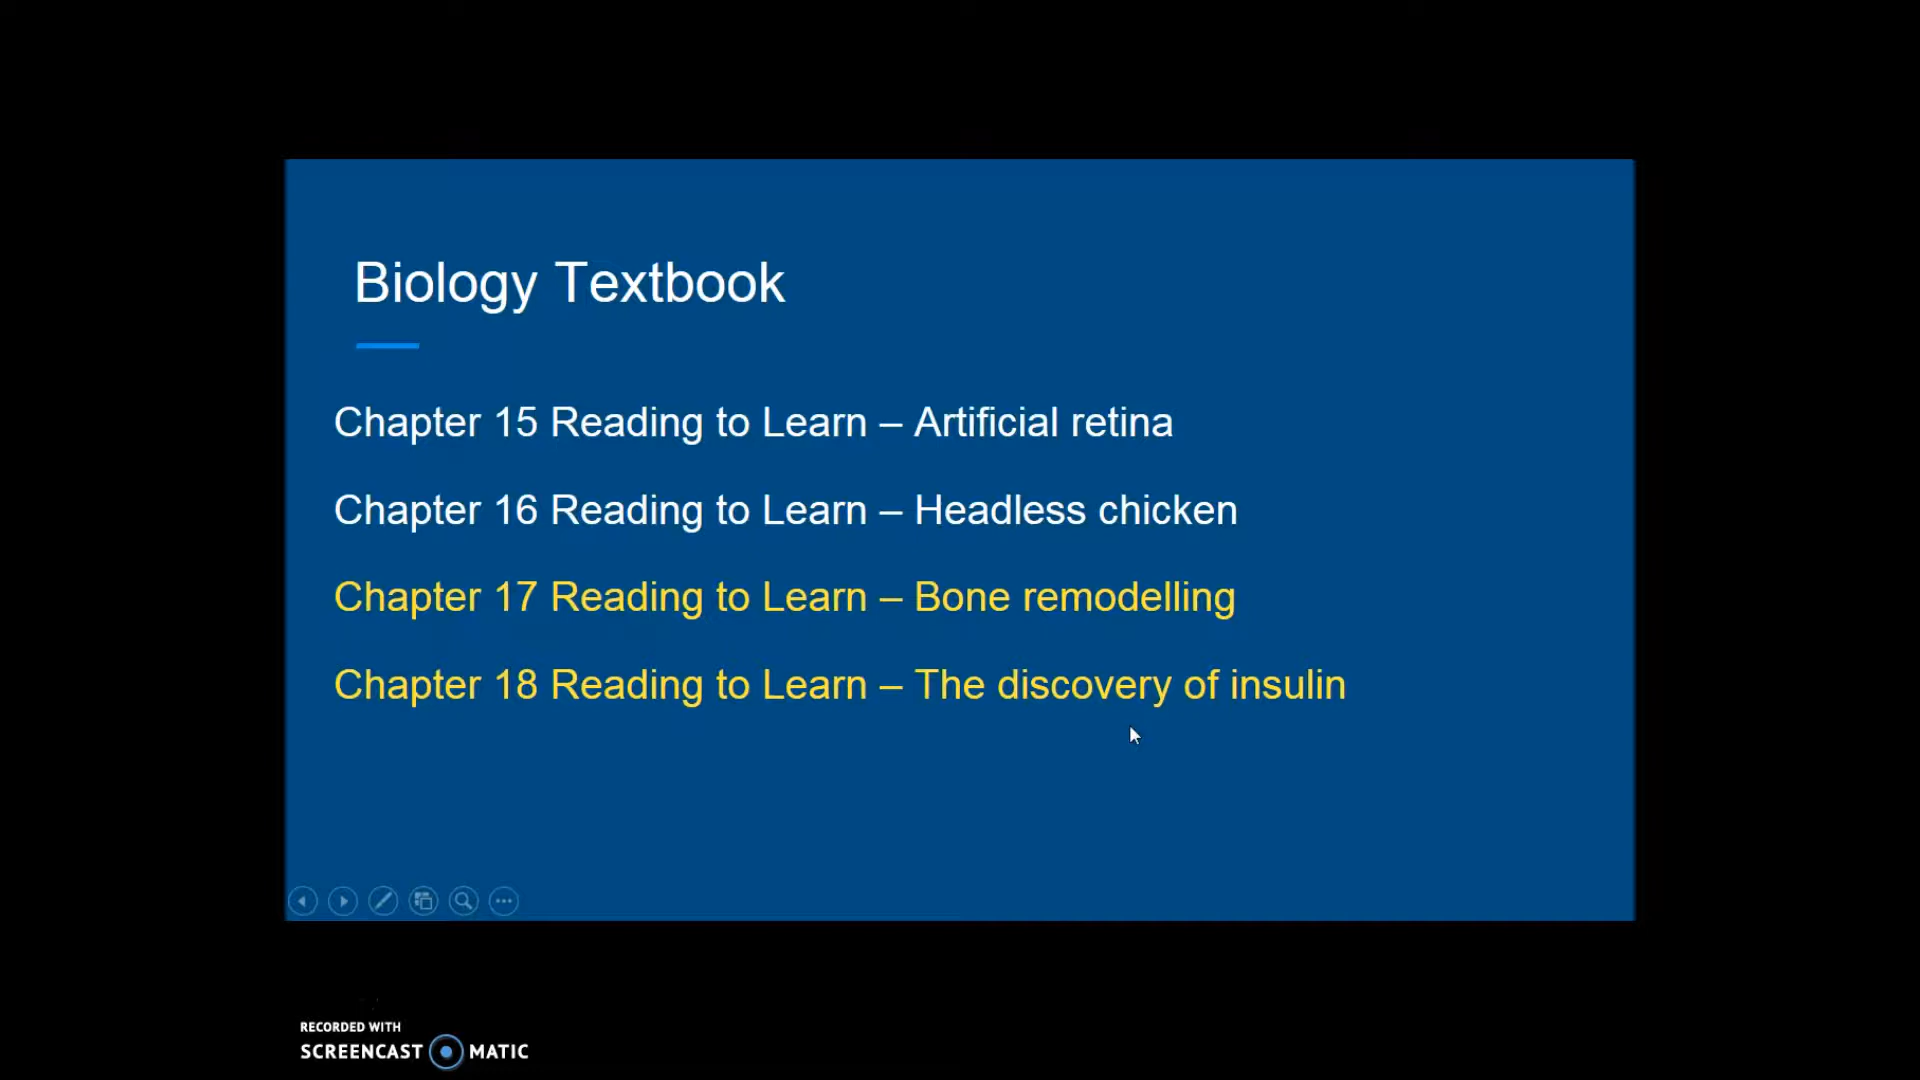 Biology Textbook
Chapter 15 Reading to Learn – Artificial retina
Chapter 16 Reading to Learn – Headless chicken
Chapter 17 Reading to Learn – Bone remodelling
Chapter 18 Reading to Learn – The discovery of insulin
RECORDED WITH
SCREENCAST MATIC